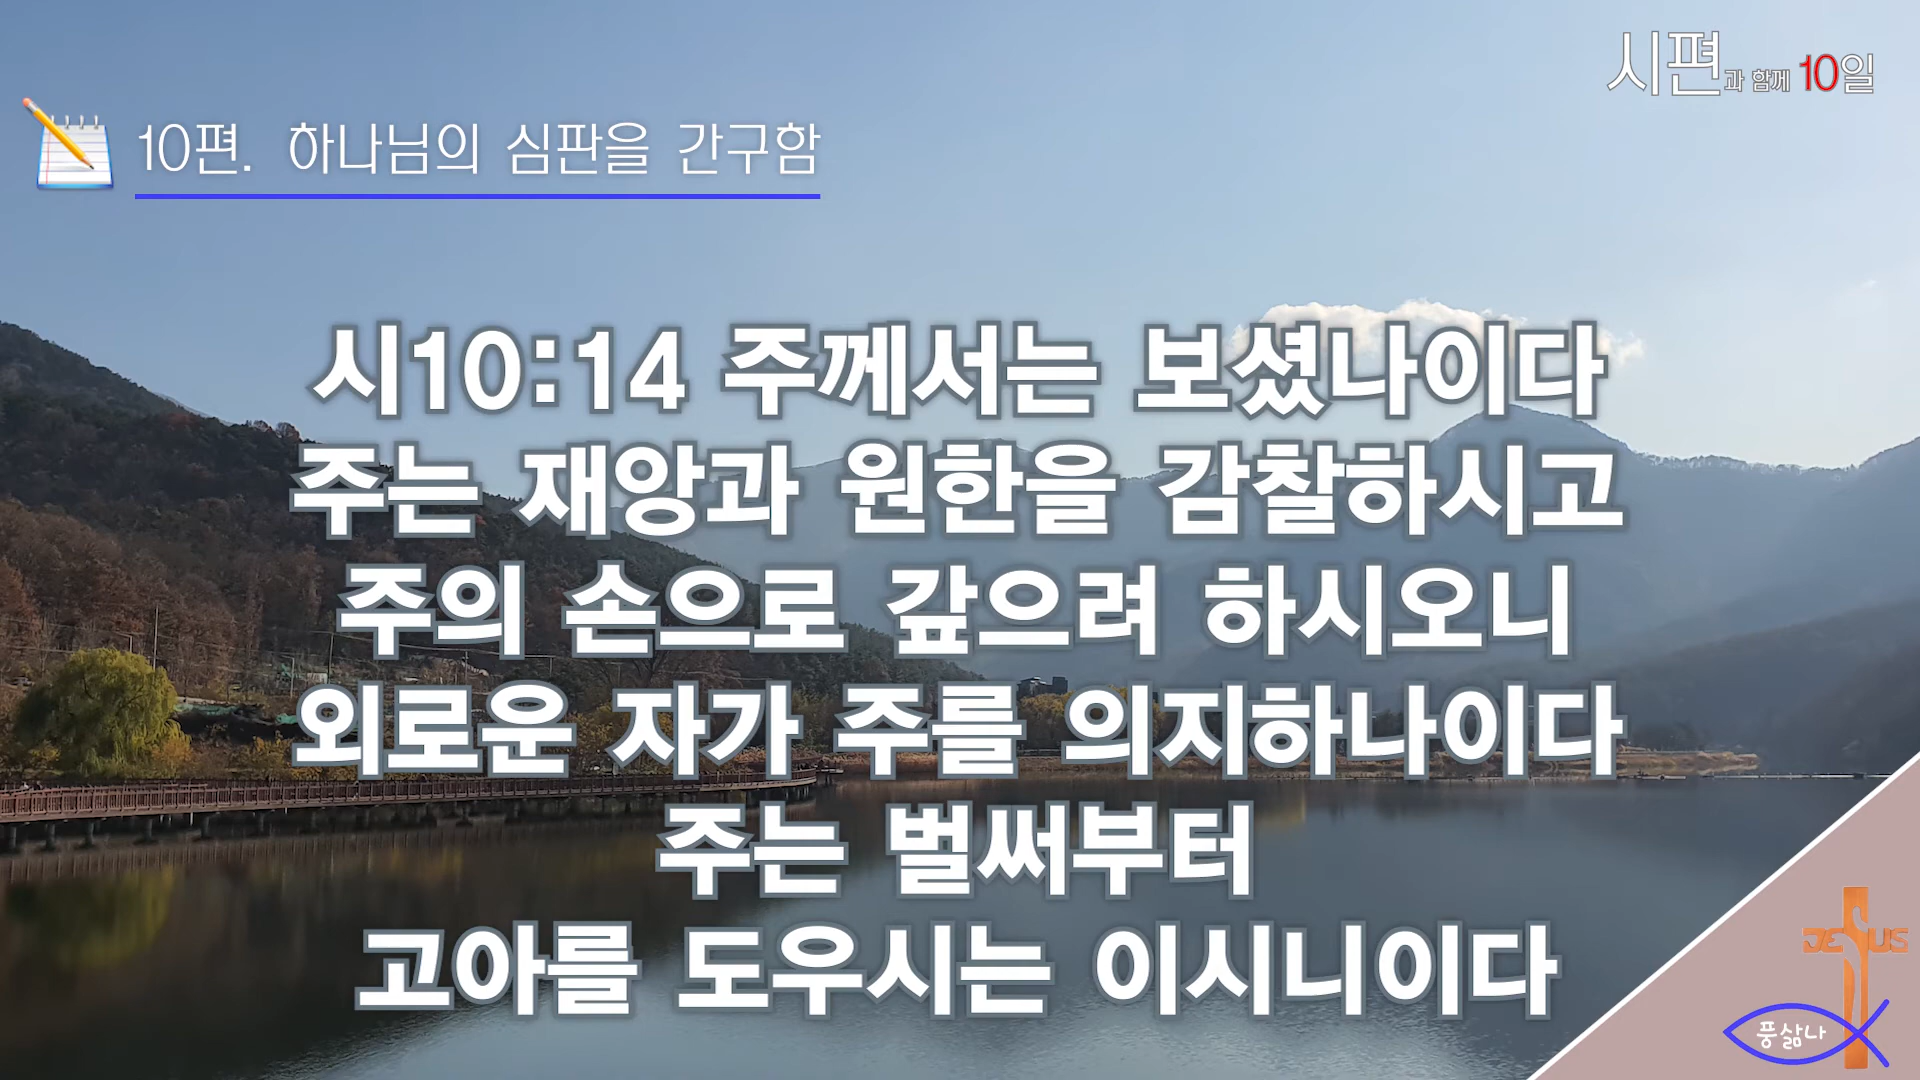 시편과 함께 10일
10편. 하나님의 심판을 간구함
시10:14 주께서는 보셨나이다
주는 재앙과 원한을 감찰하시고
주의 손으로 갚으려 하시오니
외로운 자가 주를 의지하나이다
주는 벌써부터
고아를 도우시는 이시니이다
JESUS
풍삶나